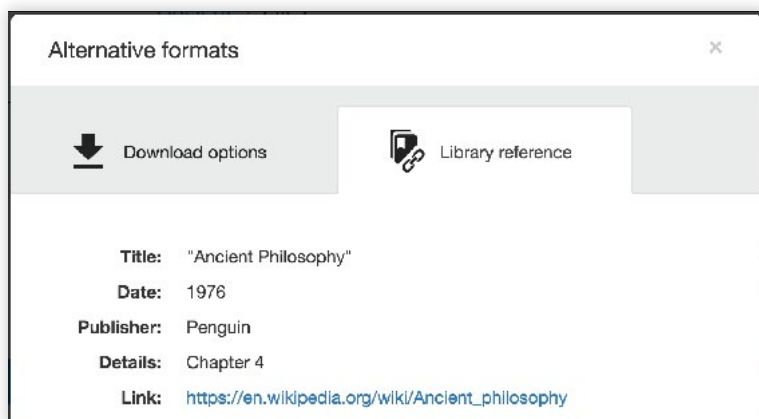 Alternative formats ×
Download options Library reference
Title: "Ancient Philosophy"
Date: 1976
Publisher: Penguin
Details: Chapter 4
Link: https://en.wikipedia.org/wiki/Ancient_philosophy